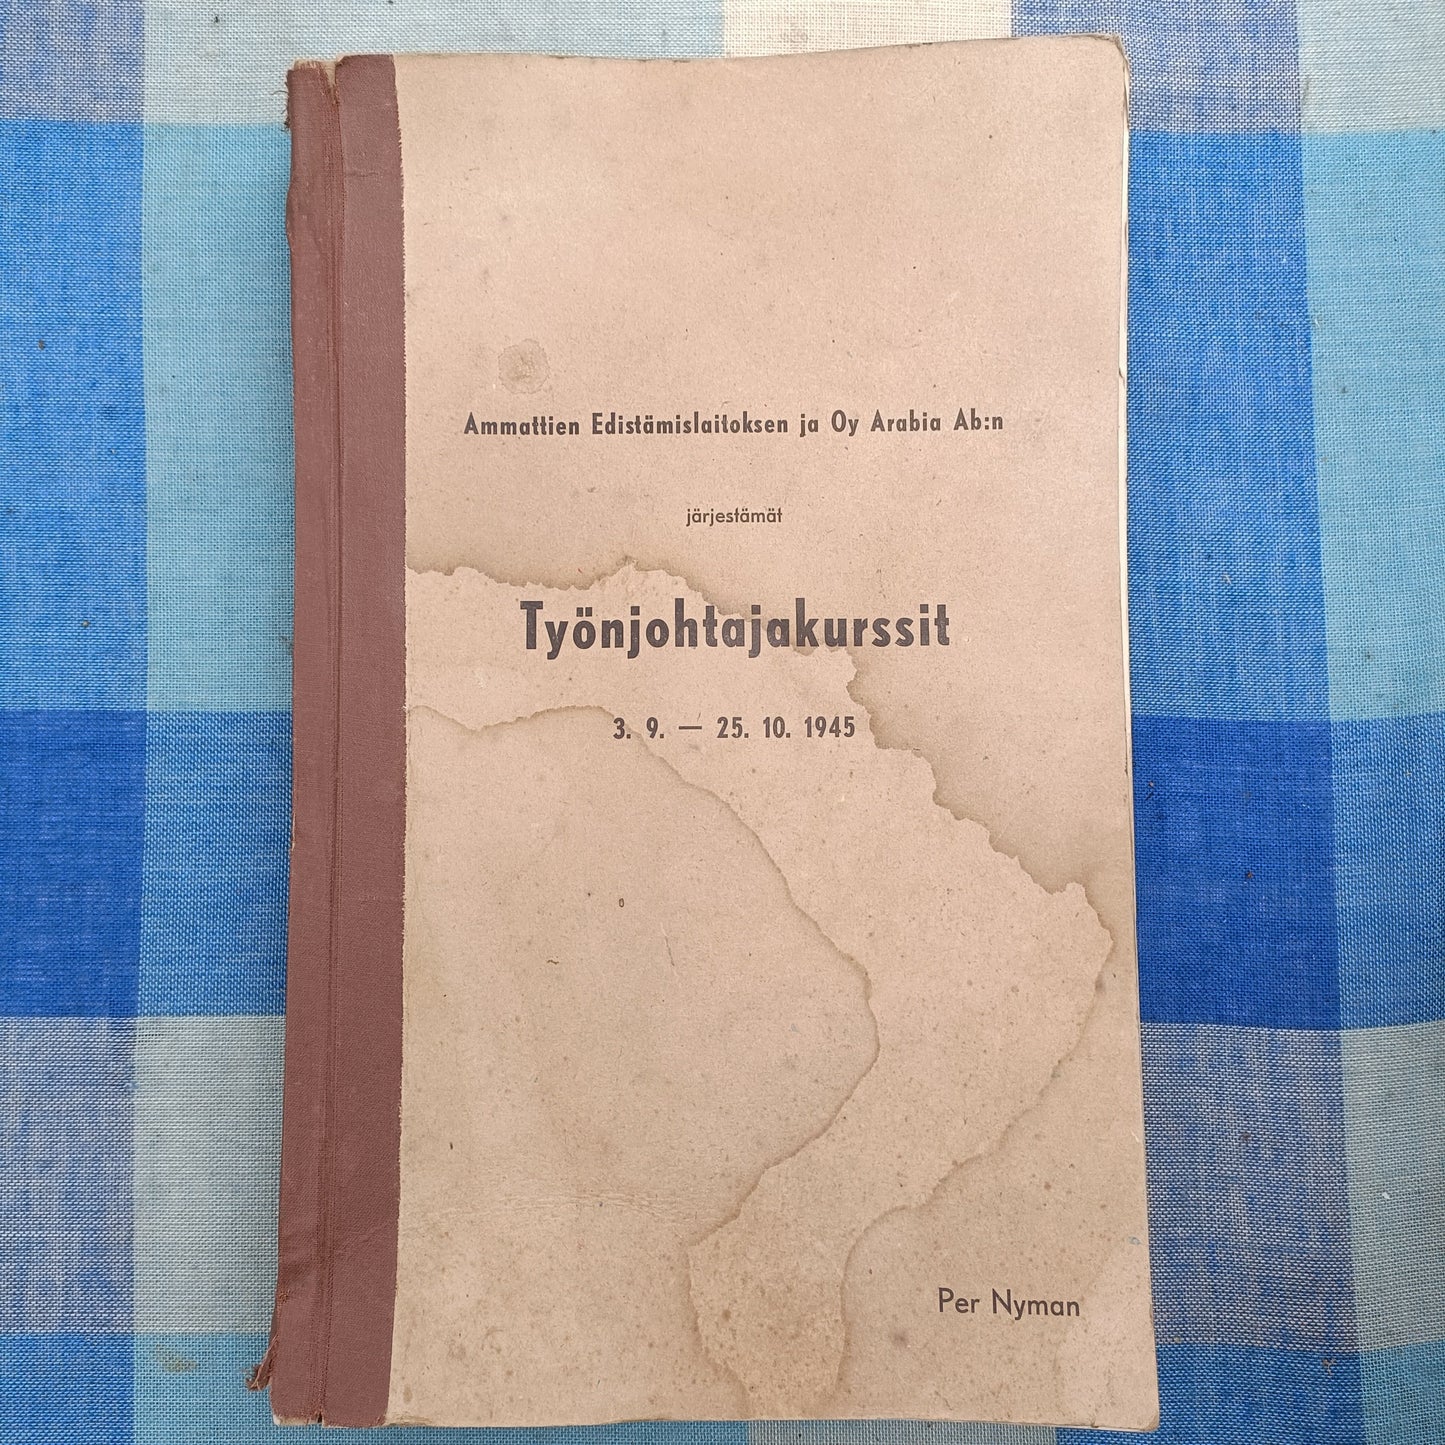 Ammattien Edistämislaitoksen ja Oy Arabia Ab:n
järjestämät
Työnjohtajakurssit
3. 9. — 25. 10. 1945
Per Nyman